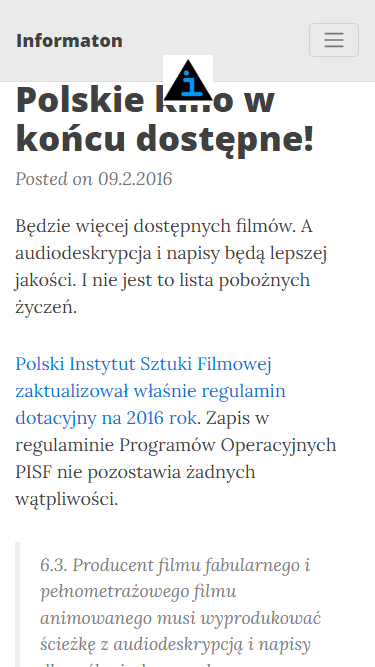 Informaton
Polskie kino w
końcu dostępne!
Posted on 09.2.2016
Będzie więcej dostępnych filmów. A
audiodeskrypcja i napisy będą lepszej
jakości. I nie jest to lista pobożnych
życzeń.
Polski Instytut Sztuki Filmowej
zaktualizował właśnie regulamin
dotacyjny na 2016 rok. Zapis w
regulaminie Programów Operacyjnych
PISF nie pozostawia żadnych
wątpliwości.
6.3. Producent filmu fabularnego i
pełnometrażowego filmu
animowanego musi wyprodukować
ścieżkę z audiodeskrypcją i napisy